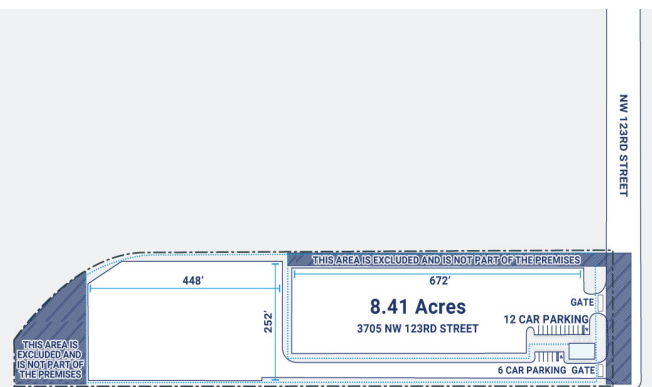 NW 123RD STREET
THIS AREA IS EXCLUDED AND IS NOT PART OF THE PREMISES
448'
672'
252'
8.41 Acres
3705 NW 123RD STREET
GATE
12 CAR PARKING
THIS AREA IS
EXCLUDED AND
IS NOT PART OF
THE PREMISES
6 CAR PARKING GATE